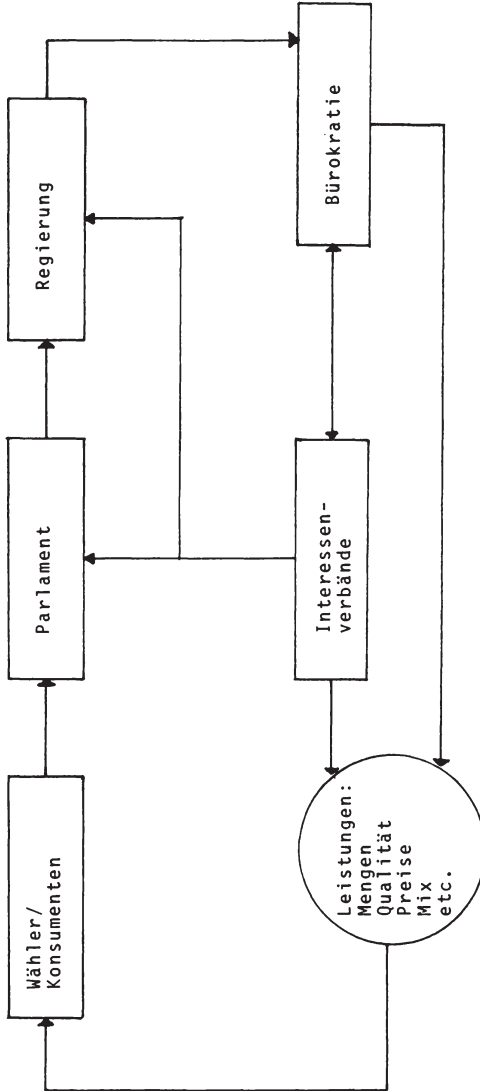 Wähler/
Konsumenten
Parlament
Regierung
Leistungen:
Mengen
Qualität
Preise
Mix
etc.
Interessen-
verbände
Bürokratie